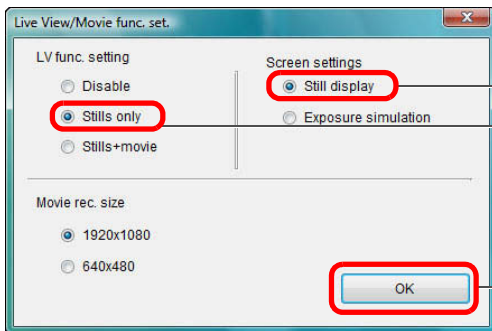 Live View/Movie func. set.
LV func. setting
Disable
Stills only
Stills+movie
Screen settings
Still display
Exposure simulation
Movie rec. size
1920x1080
640x480
OK